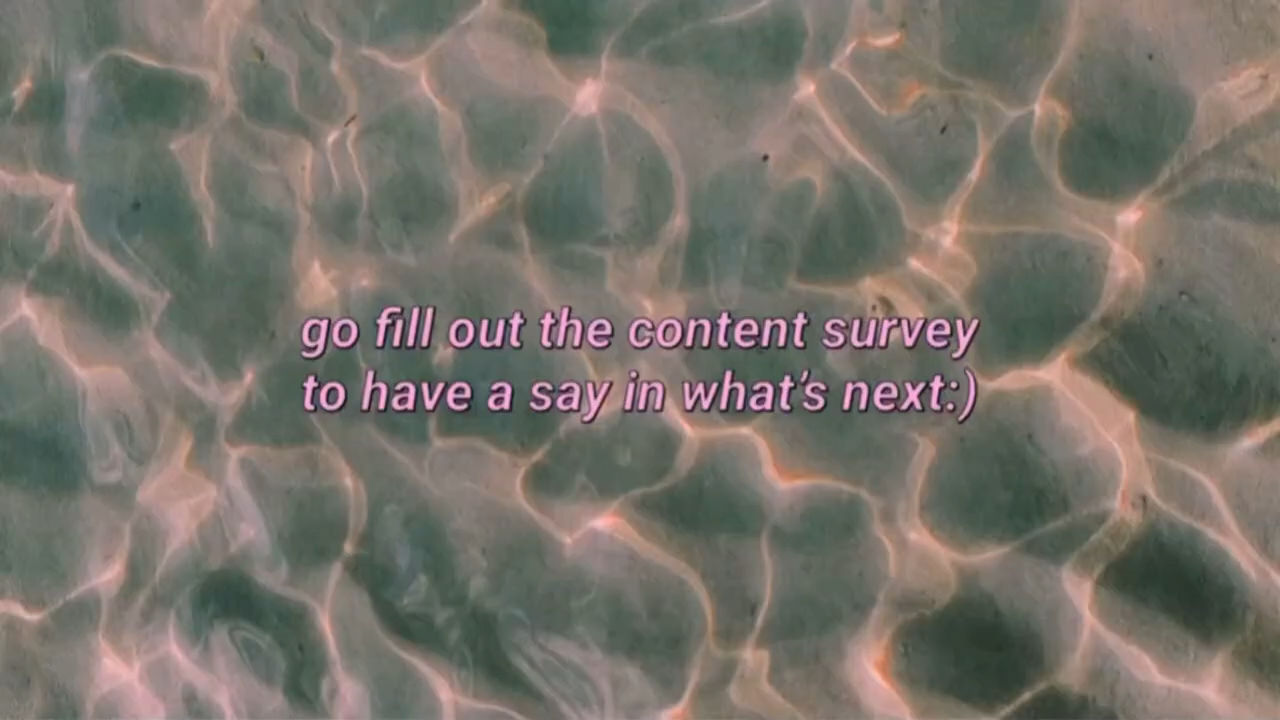 go fill out the content survey
to have a say in what's next:)